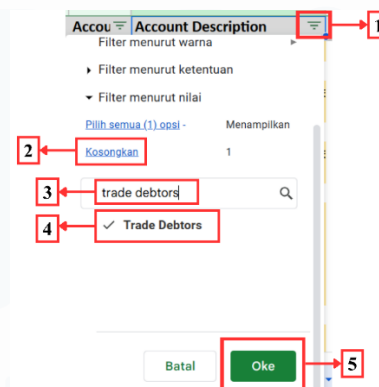 Accou Account Description
1
Filter menurut warna
Filter menurut ketentuan
Filter menurut nilai
Pilih semua (1) opsi - Menampilkan
2 Kosongkan 1
3 trade debtors
4 Trade Debtors
Batal Oke 5